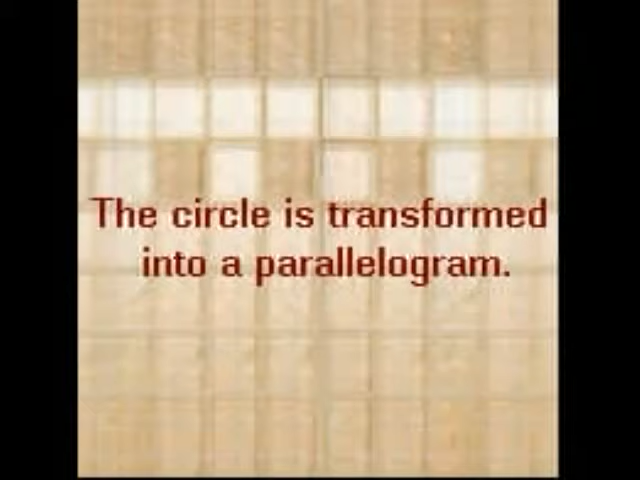 The circle is transformed
into a parallelogram.